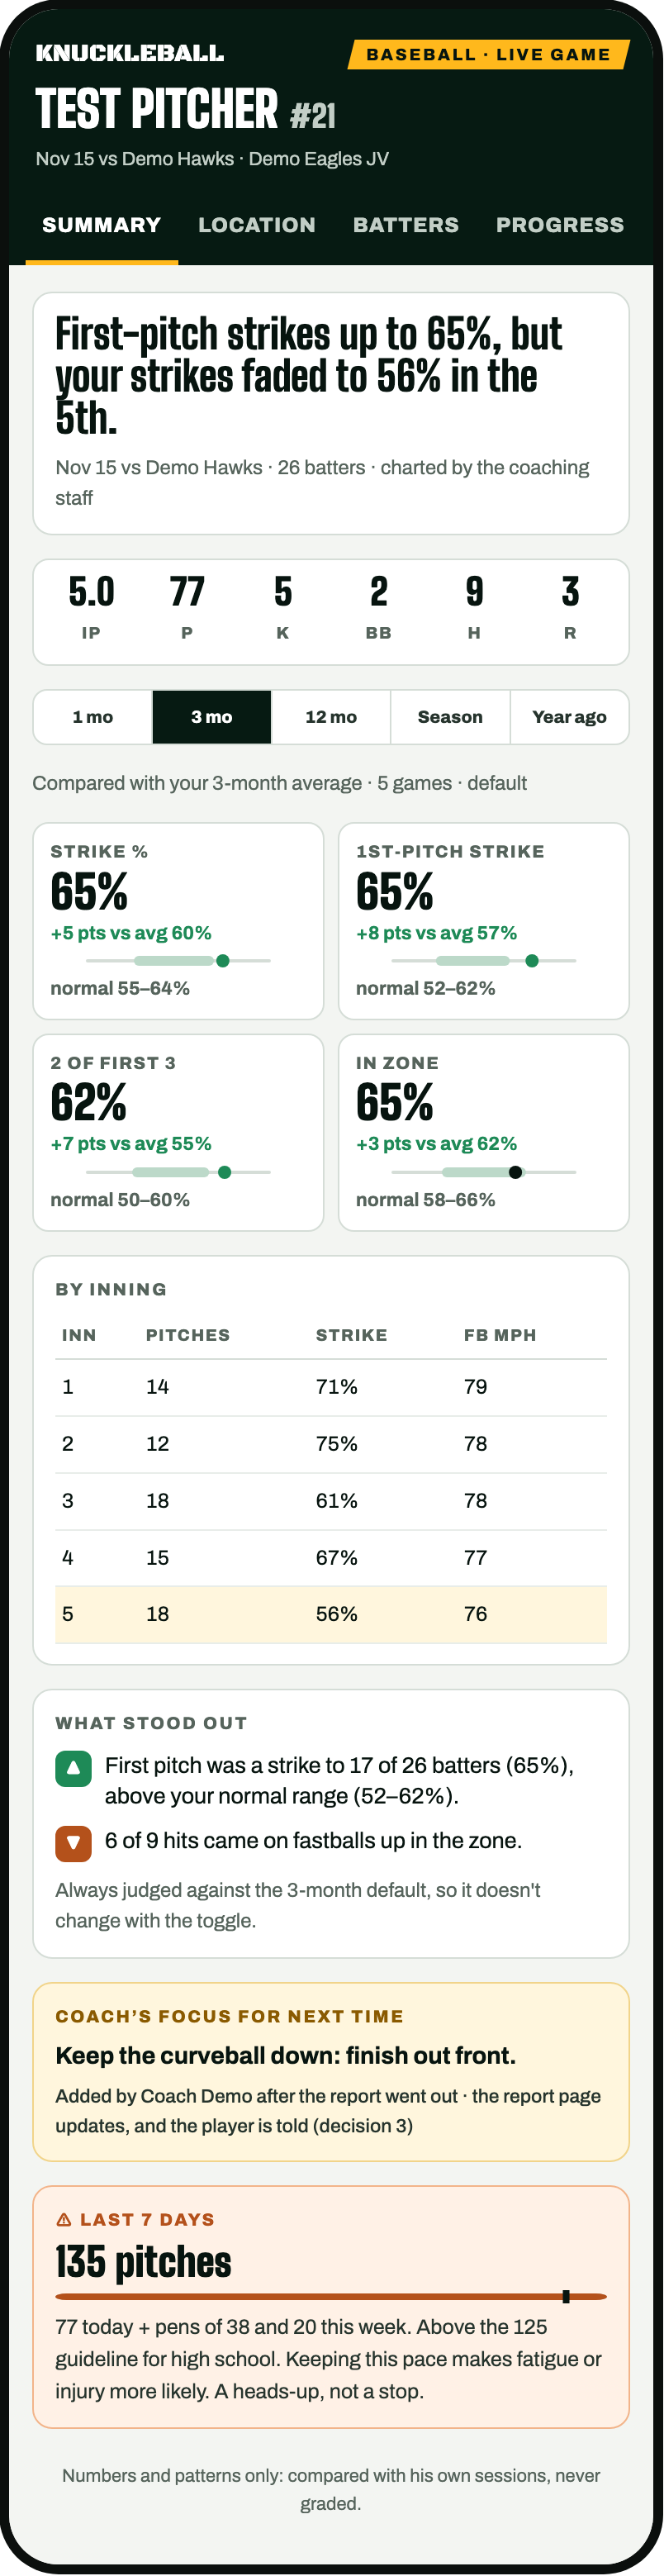 KNUCKLEBALL
BASEBALL · LIVE GAME
TEST PITCHER #21
Nov 15 vs Demo Hawks · Demo Eagles JV
SUMMARY LOCATION BATTERS PROGRESS
First-pitch strikes up to 65%, but
your strikes faded to 56% in the
5th.
Nov 15 vs Demo Hawks · 26 batters · charted by the coaching
staff
5.0 77 5 2 9 3
IP P K BB H R
1 mo 3 mo 12 mo Season Year ago
Compared with your 3-month average · 5 games · default
STRIKE %
65%
+5 pts vs avg 60%
normal 55–64%
1ST-PITCH STRIKE
65%
+8 pts vs avg 57%
normal 52–62%
2 OF FIRST 3
62%
+7 pts vs avg 55%
normal 50–60%
IN ZONE
65%
+3 pts vs avg 62%
normal 58–66%
BY INNING
INN PITCHES STRIKE FB MPH
1 14 71% 79
2 12 75% 78
3 18 61% 78
4 15 67% 77
5 18 56% 76
WHAT STOOD OUT
First pitch was a strike to 17 of 26 batters (65%),
above your normal range (52–62%).
6 of 9 hits came on fastballs up in the zone.
Always judged against the 3-month default, so it doesn't
change with the toggle.
COACH’S FOCUS FOR NEXT TIME
Keep the curveball down: finish out front.
Added by Coach Demo after the report went out · the report page
updates, and the player is told (decision 3)
⚠ LAST 7 DAYS
135 pitches
77 today + pens of 38 and 20 this week. Above the 125
guideline for high school. Keeping this pace makes fatigue or
injury more likely. A heads-up, not a stop.
Numbers and patterns only: compared with his own sessions, never
graded.